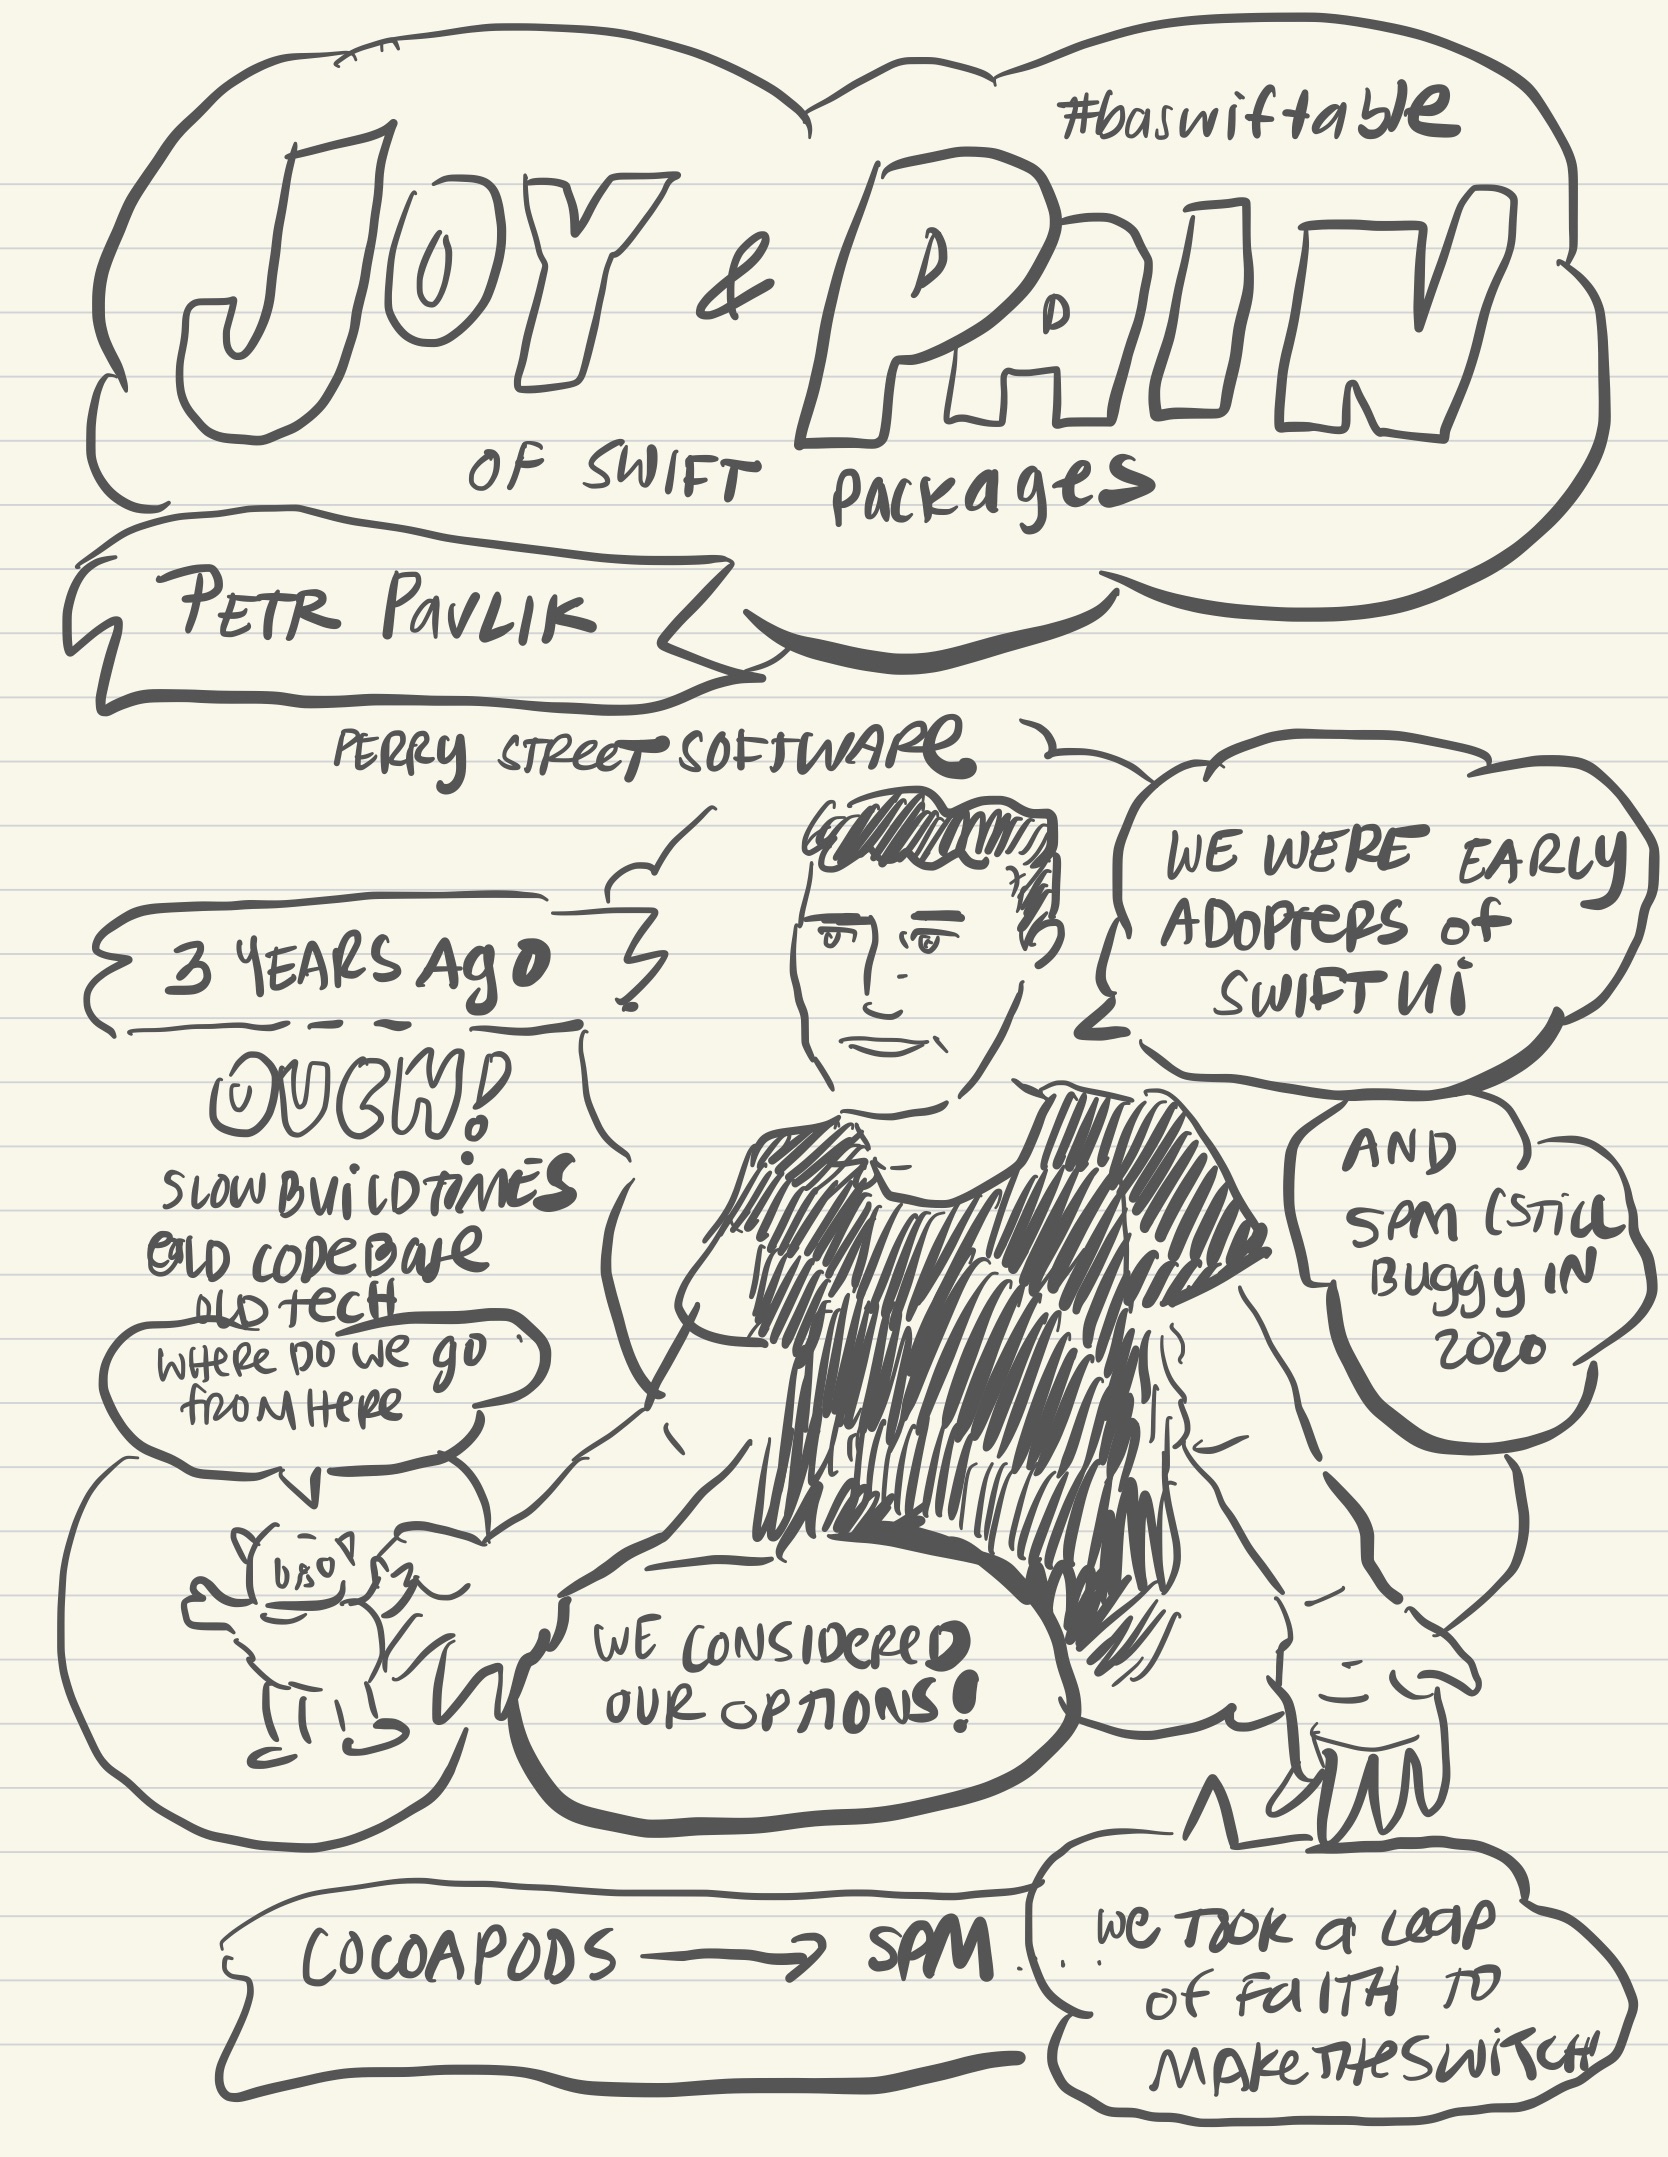 #baswiftable
JOY & PAIN
OF SWIFT packages
PETR PAVLIK
PERRY STREET SOFTWARE
WE WERE EARLY
ADOPTERS of
SWIFTUi
3 YEARS AgO
OUCH!
SLOW BUiLDTiMES
OLD CODEBASE
OLD tECH
WHERE DO WE go
fROM HERE
AND
SPM (STILL
BUggy IN
2020
WE CONSIDERED
OUR OPTIONS!
COCOAPODS → SPM
WE TOOK a LEAP
Of FAITH TO
MAKE THE SWiTCH